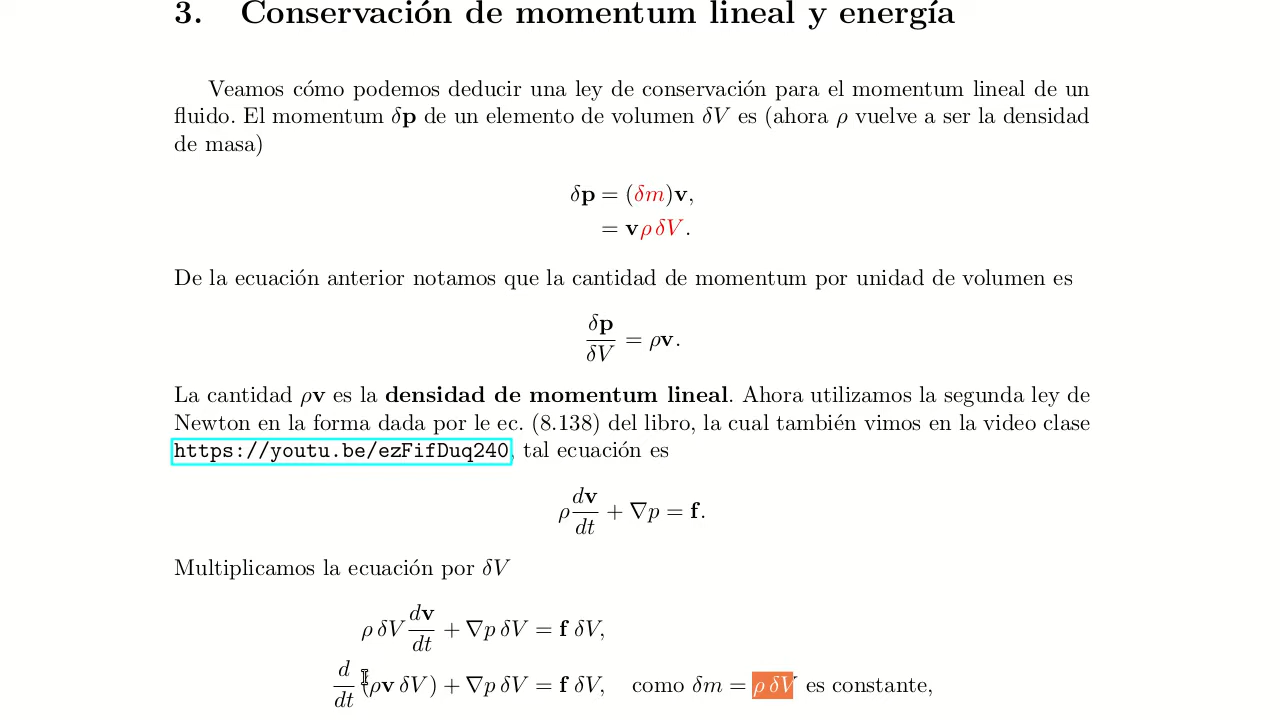 3. Conservación de momentum lineal y energía
Veamos cómo podemos deducir una ley de conservación para el momentum lineal de un
fluido. El momentum δp de un elemento de volumen δV es (ahora ρ vuelve a ser la densidad
de masa)
δp = (δm)v,
= vρ δV.
De la ecuación anterior notamos que la cantidad de momentum por unidad de volumen es
δp/δV = ρv.
La cantidad ρv es la densidad de momentum lineal. Ahora utilizamos la segunda ley de
Newton en la forma dada por le ec. (8.138) del libro, la cual también vimos en la video clase
https://youtu.be/ezFifDuq240, tal ecuación es
ρ dv/dt + ∇p = f.
Multiplicamos la ecuación por δV
ρ δV dv/dt + ∇p δV = f δV,
d/dt (ρv δV) + ∇p δV = f δV, como δm = ρ δV es constante,